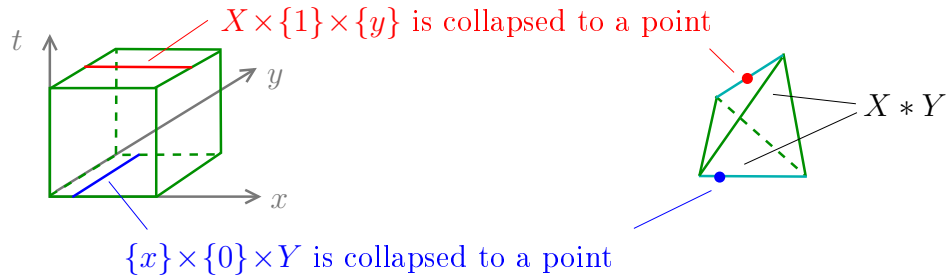 X×{1}×{y} is collapsed to a point
t
y
X ∗ Y
x
{x}×{0}×Y is collapsed to a point